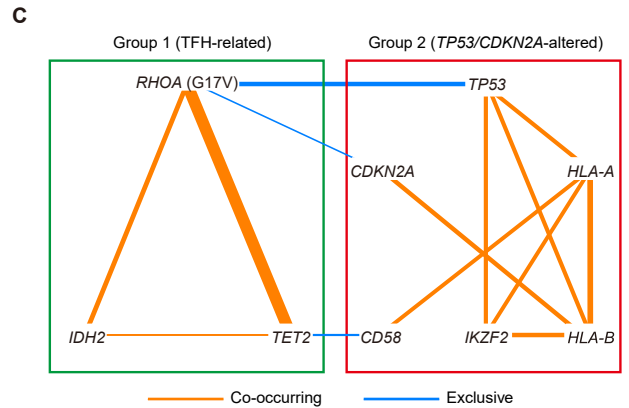 C
Group 1 (TFH-related)
Group 2 (TP53/CDKN2A-altered)
RHOA (G17V)
TP53
CDKN2A
HLA-A
IDH2
TET2
CD58
IKZF2
HLA-B
Co-occurring
Exclusive